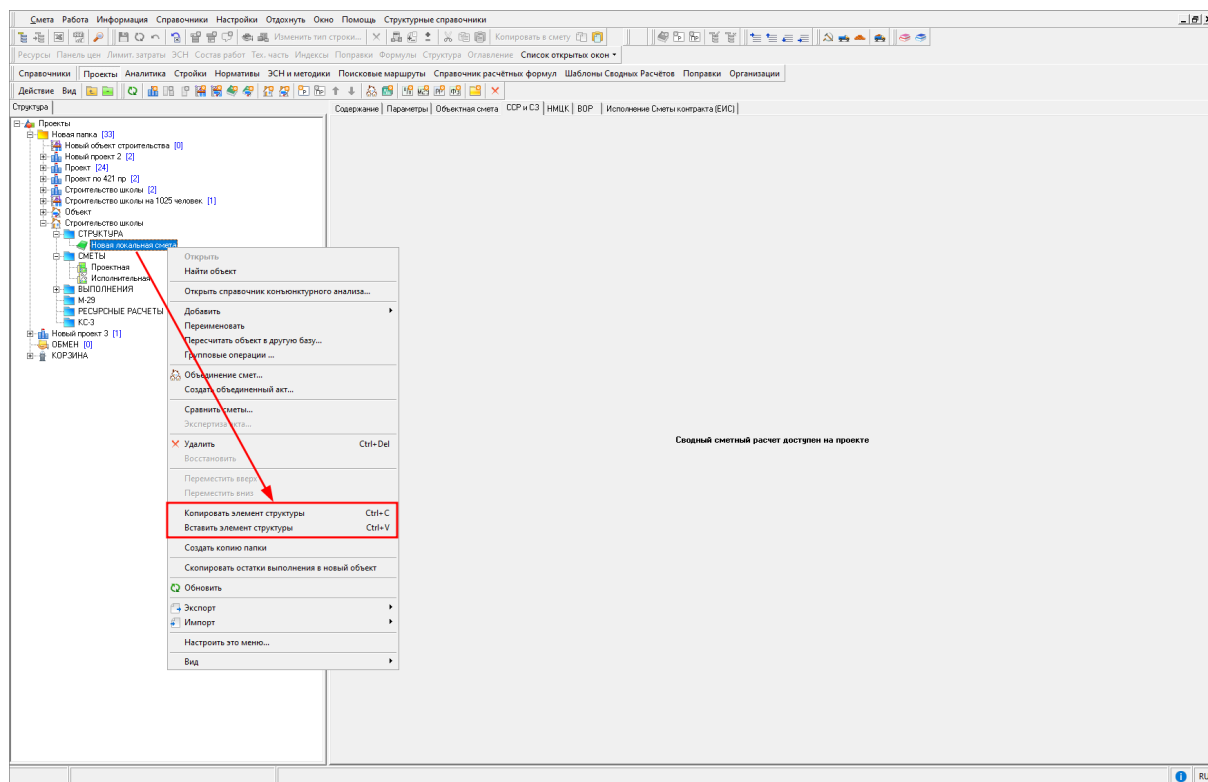 Смета Работа Информация Справочники Настройки Отдохнуть Окно Помощь Структурные справочники
Изменить тип строки... Копировать в смету
Ресурсы Панель цен Лимит. затраты ЭСН Состав работ Тех. часть Индексы Поправки Формулы Структура Оглавление Список открытых окон
Справочники Проекты Аналитика Стройки Нормативы ЭСН и методики Поисковые маршруты Справочник расчётных формул Шаблоны Сводных Расчётов Поправки Организации
Действие Вид
Структура
Содержание Параметры Объектная смета ССР и СЗ НМЦК ВОР Исполнение Сметы контракта (ЕИС)
Проекты
Новая папка [33]
Новый объект строительства [0]
Новый проект 2 [2]
Проект [24]
Проект по 421 пр [2]
Строительство школы [2]
Строительство школы на 1025 человек [1]
Объект
Строительство школы
СТРУКТУРА
Новая локальная смета
СМЕТЫ
Проектная
Исполнительная
ВЫПОЛНЕНИЯ
М-29
РЕСУРСНЫЕ РАСЧЕТЫ
КС-3
Новый проект 3 [1]
ОБМЕН [0]
КОРЗИНА
Открыть
Найти объект
Открыть справочник конъюнктурного анализа...
Добавить
Переименовать
Пересчитать объект в другую базу...
Групповые операции ...
Объединение смет...
Создать объединенный акт...
Сравнить сметы...
Экспертиза акта...
Удалить Ctrl+Del
Восстановить
Переместить вверх
Переместить вниз
Копировать элемент структуры Ctrl+C
Вставить элемент структуры Ctrl+V
Создать копию папки
Скопировать остатки выполнения в новый объект
Обновить
Экспорт
Импорт
Настроить это меню...
Вид
Сводный сметный расчет доступен на проекте
RU